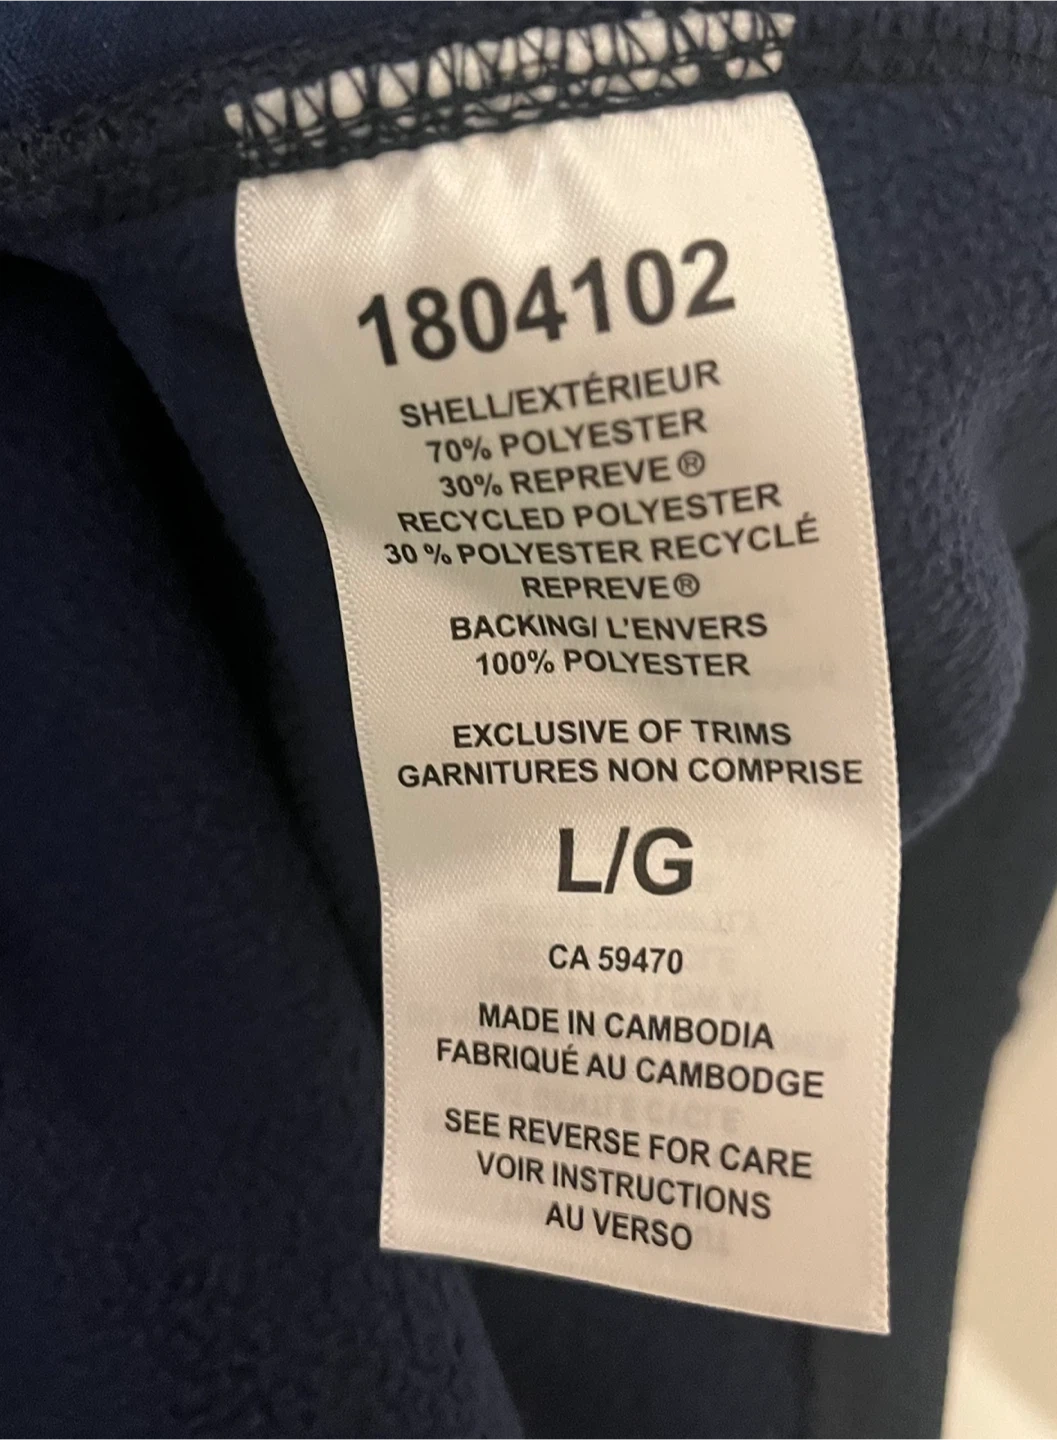 1804102
SHELL/EXTÉRIEUR
70% POLYESTER
30% REPREVE®
RECYCLED POLYESTER
30 % POLYESTER RECYCLÉ
REPREVE®
BACKING/ L'ENVERS
100% POLYESTER
EXCLUSIVE OF TRIMS
GARNITURES NON COMPRISE
L/G
CA 59470
MADE IN CAMBODIA
FABRIQUÉ AU CAMBODGE
SEE REVERSE FOR CARE
VOIR INSTRUCTIONS
AU VERSO